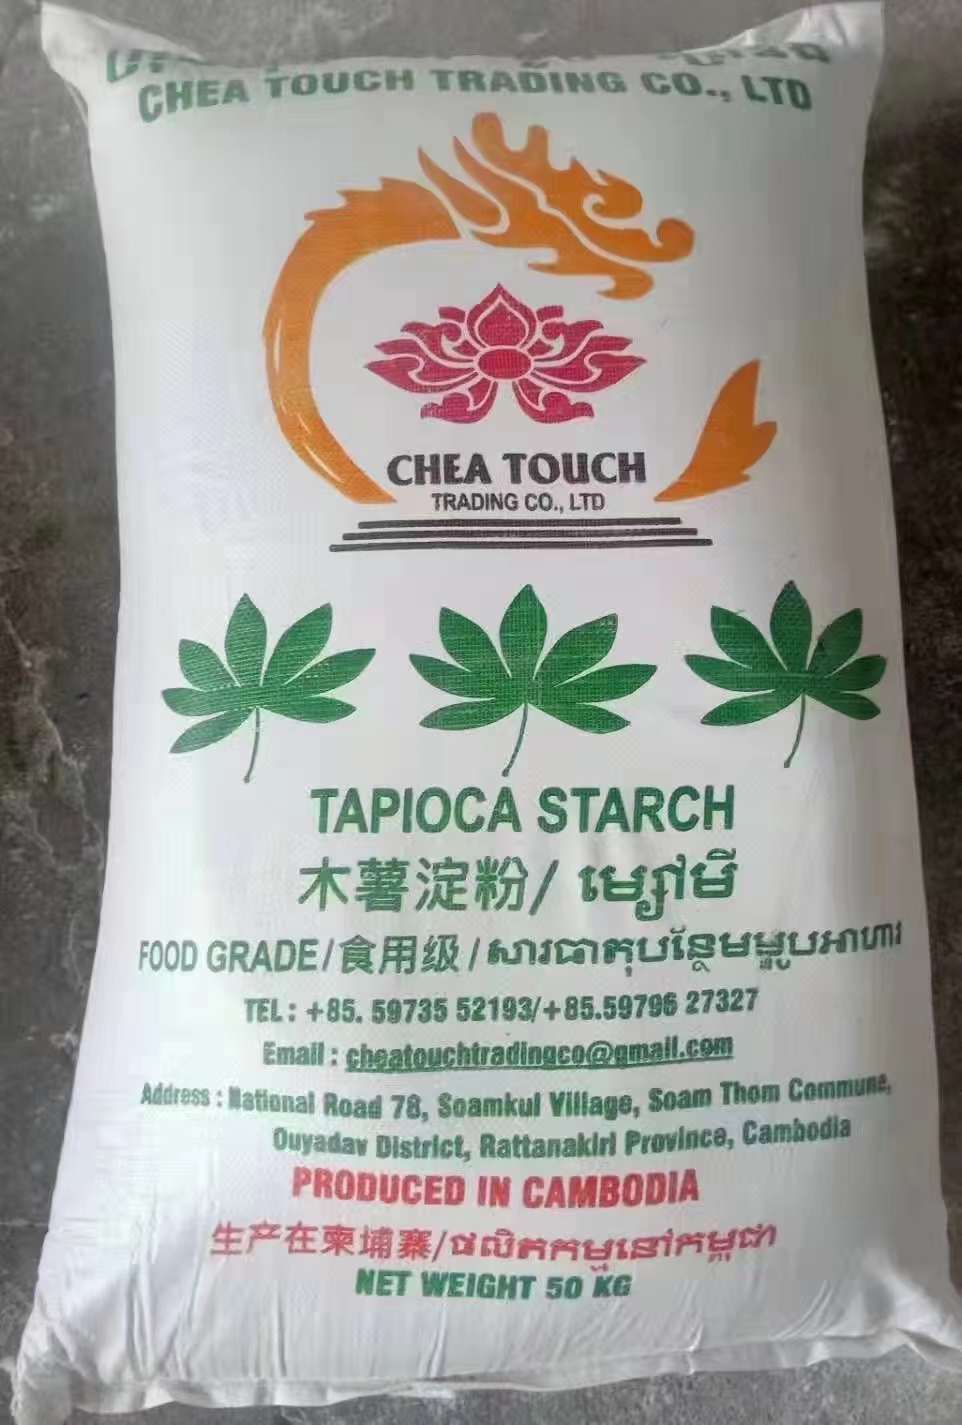 CHEA TOUCH TRADING CO., LTD
CHEA TOUCH
TRADING CO., LTD
TAPIOCA STARCH
木薯淀粉/ ម្សៅមី
FOOD GRADE/食用级/សារធាតុបន្ថែមម្ហូបអាហារ
TEL: +85. 59735 52193/+85.59796 27327
Email : cheatouchtradingco@gmail.com
Address : National Road 78, Soamkul Village, Soam Thom Commune,
Ouyadav District, Rattanakiri Province, Cambodia
PRODUCED IN CAMBODIA
生产在柬埔寨/ផលិតកម្មនៅកម្ពុជា
NET WEIGHT 50 KG